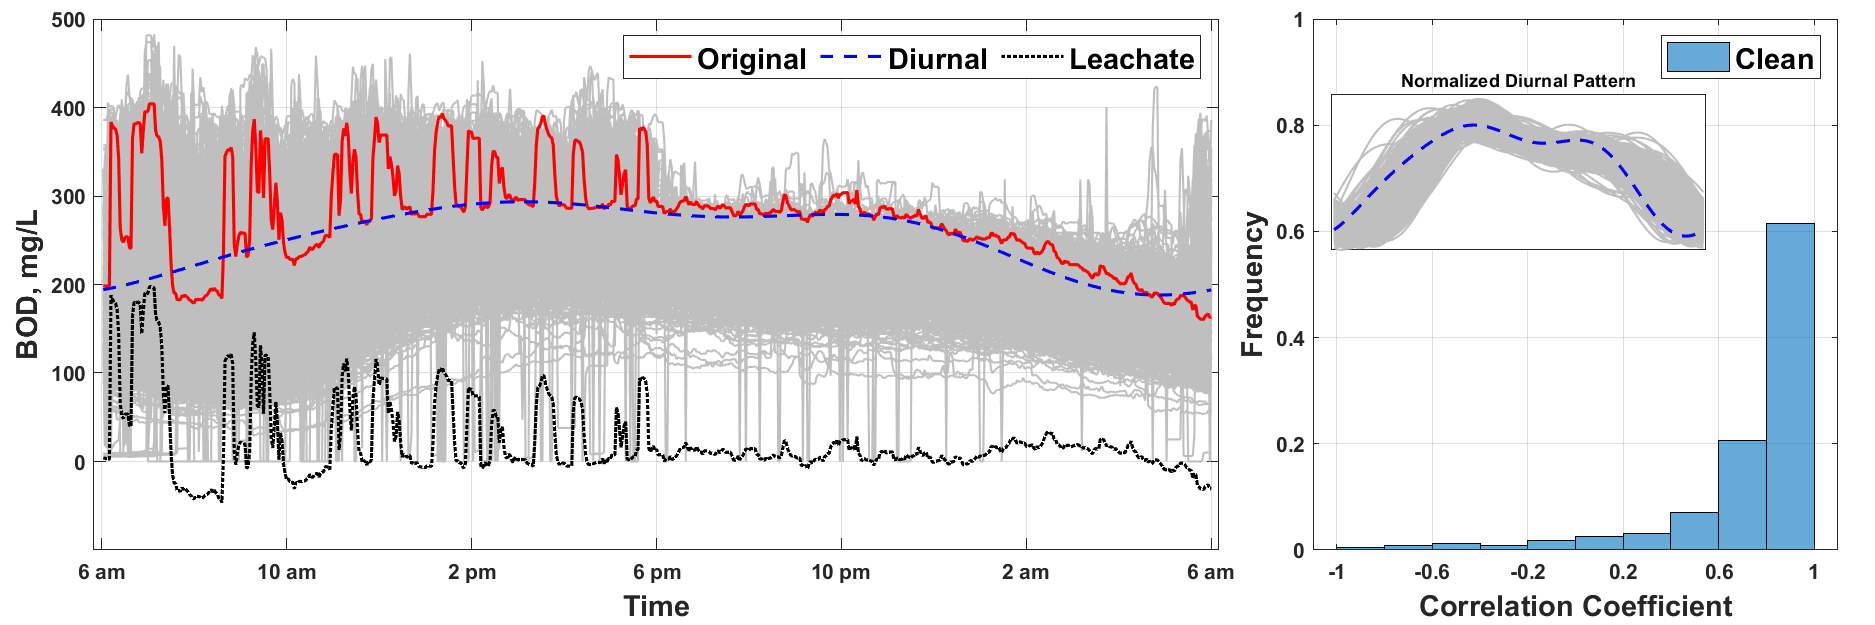 500
400
300
200
100
0
BOD, mg/L
Original Diurnal Leachate
6 am 10 am 2 pm 6 pm 10 pm 2 am 6 am
Time
1
0.8
0.6
0.4
0.2
0
Frequency
Clean
Normalized Diurnal Pattern
-1 -0.6 -0.2 0.2 0.6 1
Correlation Coefficient